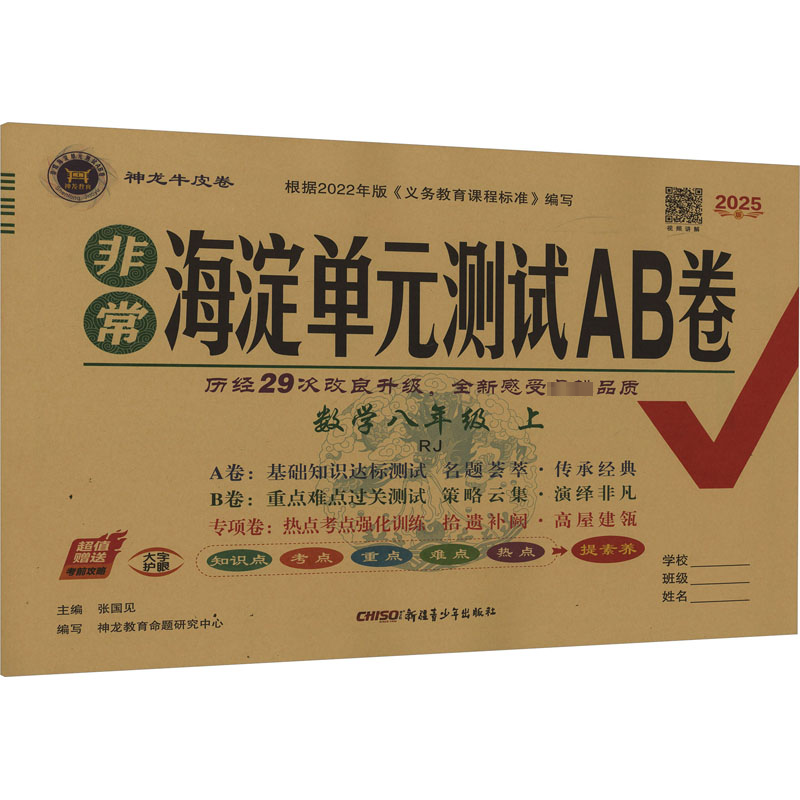 神龙教育
神龙牛皮卷
根据2022年版《义务教育课程标准》编写
视频讲解
2025
版
非常
海淀单元测试AB卷
历经29次改良升级，全新感受 品质
数学八年级 上
RJ
A卷：基础知识达标测试 名题荟萃·传承经典
B卷：重点难点过关测试 策略云集·演绎非凡
专项卷：热点考点强化训练 拾遗补阙·高屋建瓴
超值
赠送
考前攻略
大字
护眼
知识点 考点 重点 难点 热点 提素养
学校
班级
姓名
主编 张国见
编写 神龙教育命题研究中心
CHISO 新疆青少年出版社